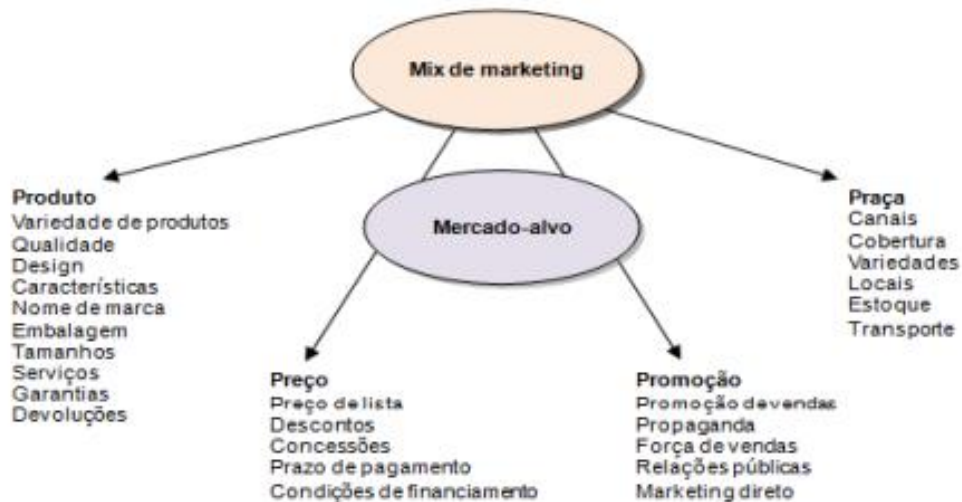 Mix de marketing
Mercado-alvo
Produto
Variedade de produtos
Qualidade
Design
Características
Nome de marca
Embalagem
Tamanhos
Serviços
Garantias
Devoluções
Preço
Preço de lista
Descontos
Concessões
Prazo de pagamento
Condições de financiamento
Promoção
Promoção de vendas
Propaganda
Força de vendas
Relações públicas
Marketing direto
Praça
Canais
Cobertura
Variedades
Locais
Estoque
Transporte